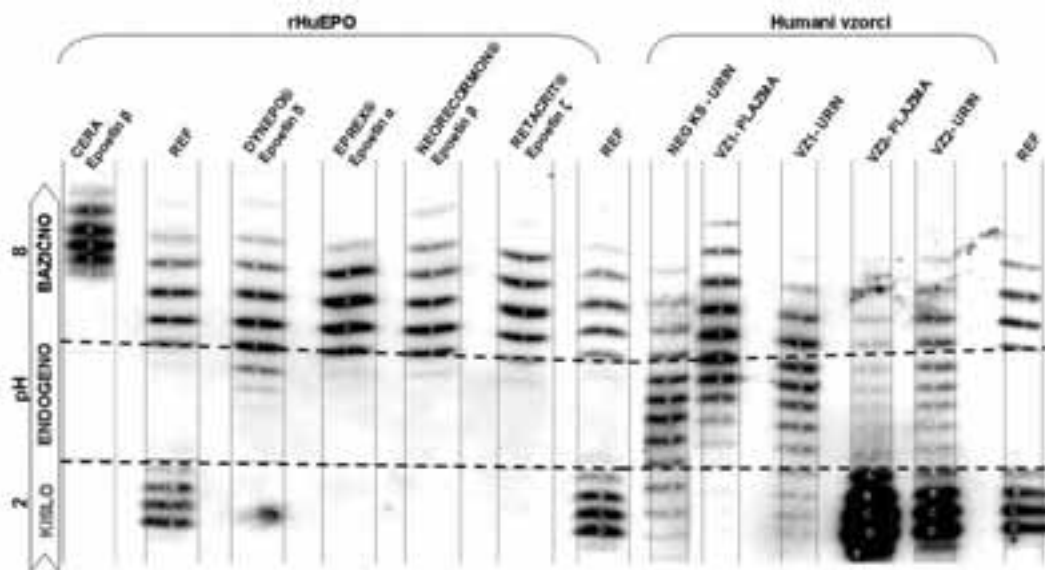 rHuEPO
Humani vzorci
CERA
Epoetin β
REF
DYNEPO®
Epoetin δ
EPREX®
Epoetin α
NEORECORMON®
Epoetin β
RETACRIT®
Epoetin ζ
REF
NEG KS - URIN
VZ1- PLAZMA
VZ1- URIN
VZ2- PLAZMA
VZ2- URIN
REF
8
BAZIČNO
pH
ENDOGENO
2
KISLO